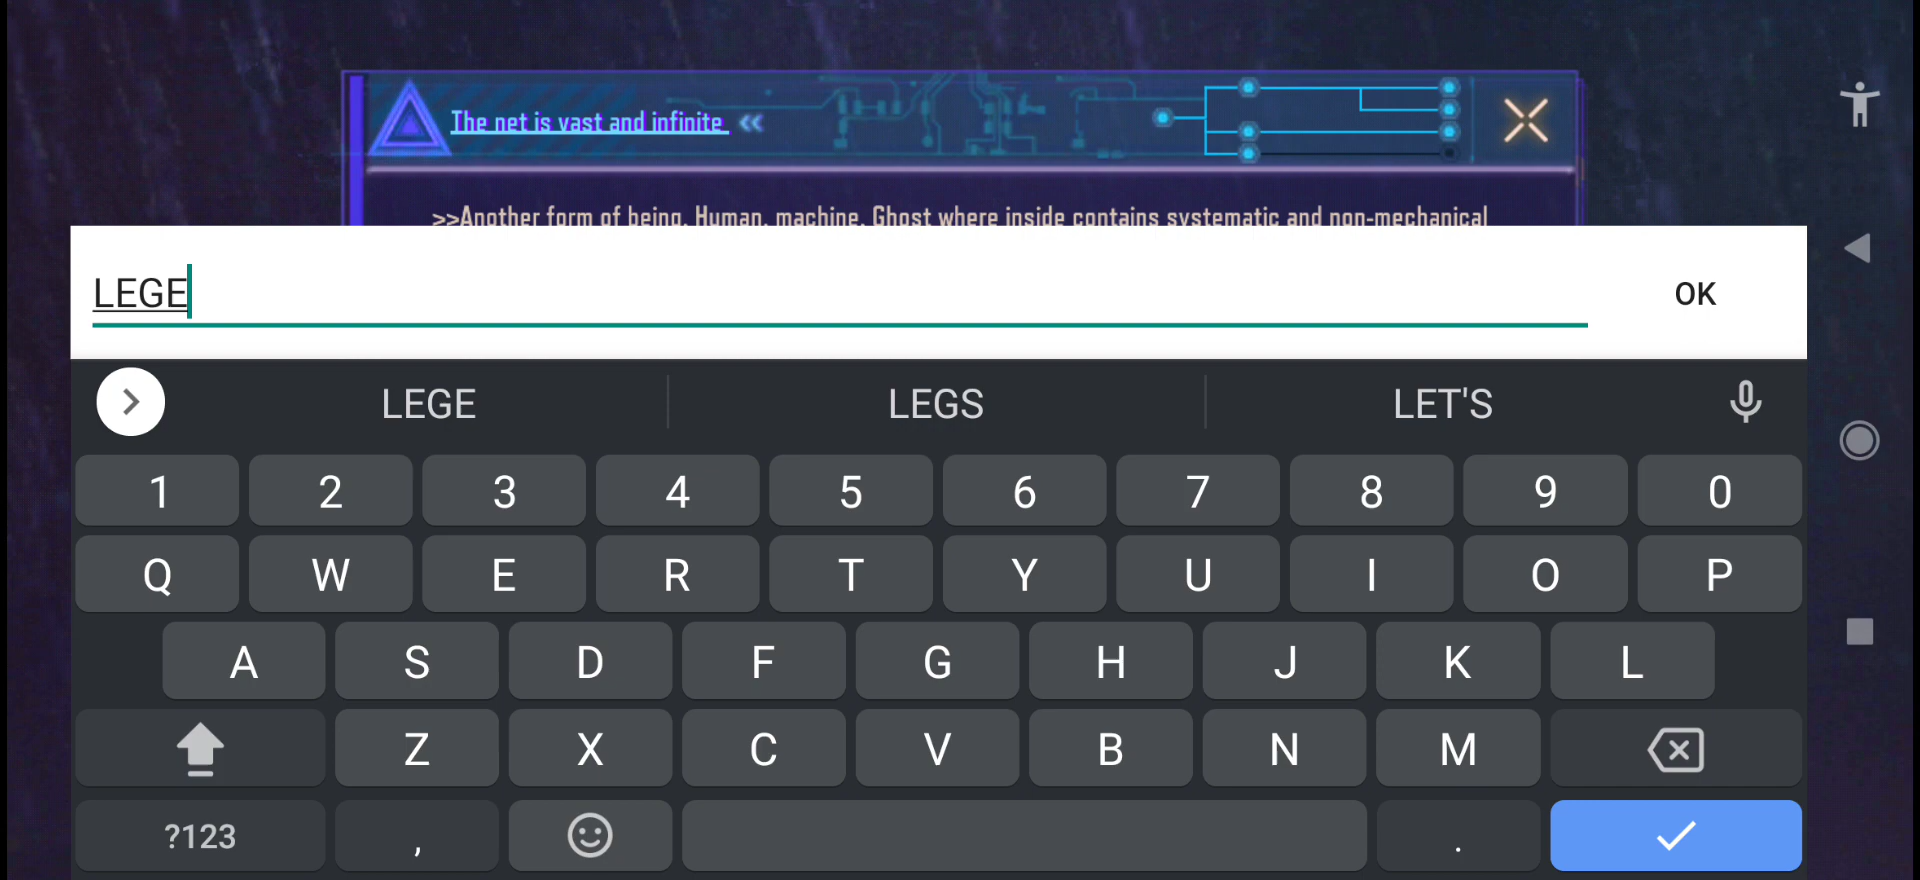 The net is vast and infinite
>>Another form of being. Human, machine. Ghost where inside contains systematic and non-mechanical
LEGE
OK
LEGE LEGS LET'S
1 2 3 4 5 6 7 8 9 0
Q W E R T Y U I O P
A S D F G H J K L
Z X C V B N M
?123 , .